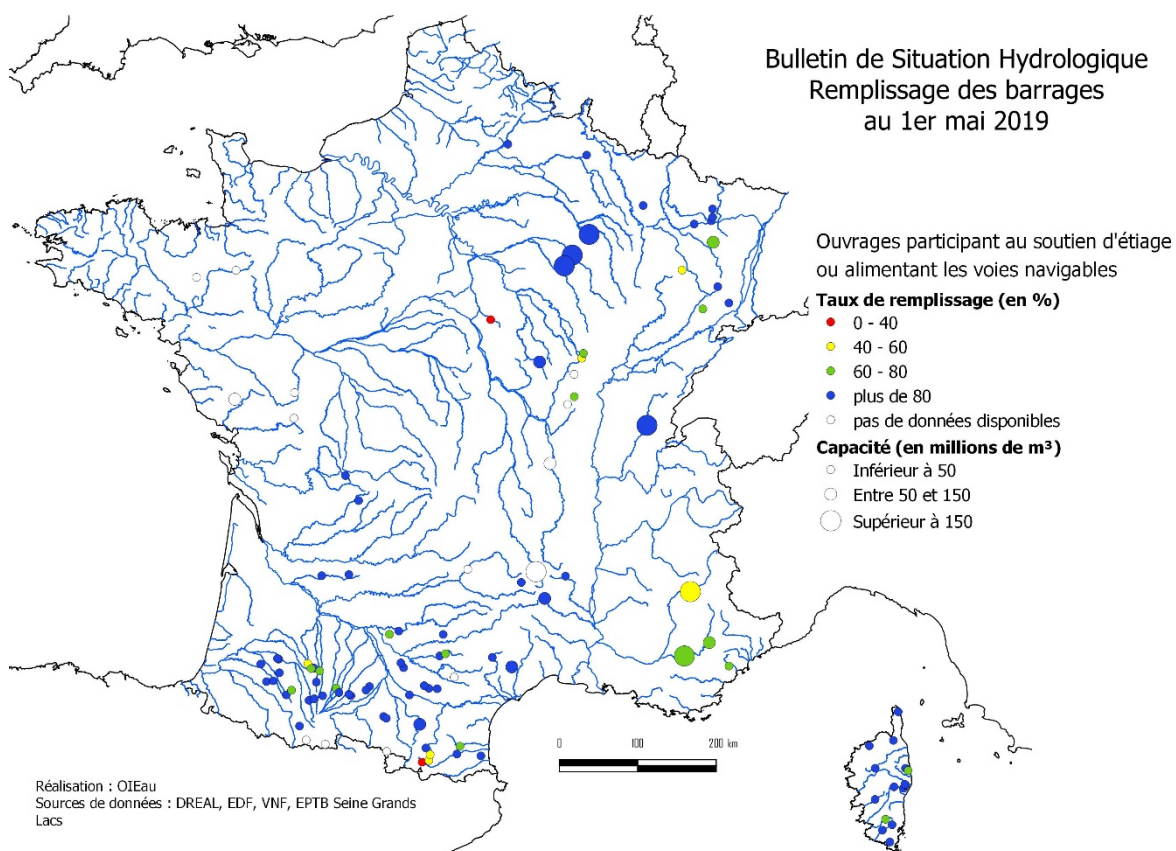 Bulletin de Situation Hydrologique
Remplissage des barrages
au 1er mai 2019
Ouvrages participant au soutien d'étiage
ou alimentant les voies navigables
Taux de remplissage (en %)
0 - 40
40 - 60
60 - 80
plus de 80
pas de données disponibles
Capacité (en millions de m³)
Inférieur à 50
Entre 50 et 150
Supérieur à 150
0 100 200 km
Réalisation : OIEau
Sources de données : DREAL, EDF, VNF, EPTB Seine Grands
Lacs